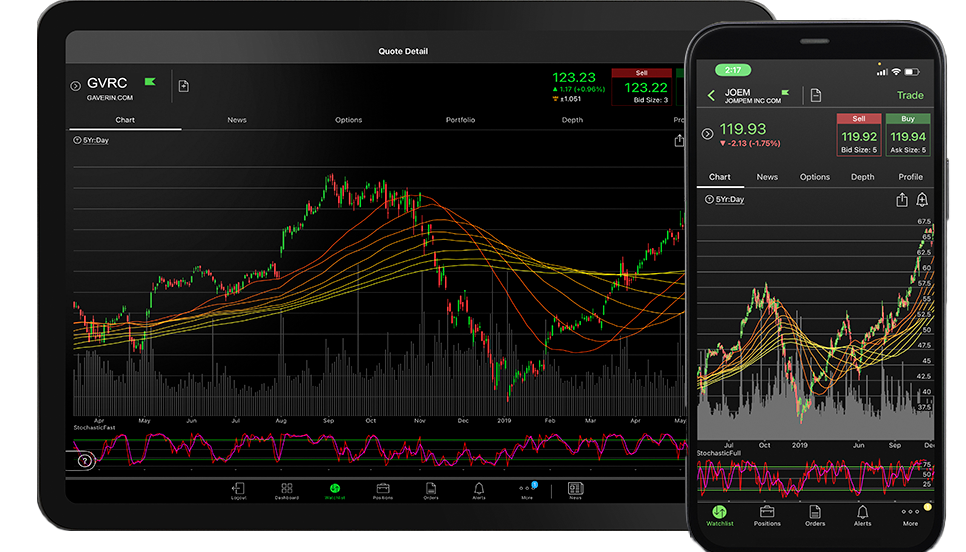 Quote Detail
GVRC
GAVERIN.COM
123.23
▲ 1.17 (+0.96%)
±1.051
Sell
123.22
Bid Size: 3
Chart
News
Options
Portfolio
Depth
5Yr:Day
Apr
May
Jun
Jul
Aug
Sep
Oct
Nov
Dec
2019
Feb
Mar
Apr
May
StochasticFast
?
Logout
Dashboard
Watchlist
Positions
Orders
Alerts
More
News
2:17
JOEM
JOMPEM INC COM
Trade
119.93
▼ -2.13 (-1.75%)
Sell
119.92
Bid Size: 5
Buy
119.94
Ask Size: 5
Chart
News
Options
Depth
Profile
5Yr:Day
67.5
65
62.5
60
57.5
55
52.5
50
47.5
45
42.5
40
37.5
Jul
Oct
2019
Jun
Sep
StochasticFull
75
50
25
Watchlist
Positions
Orders
Alerts
More